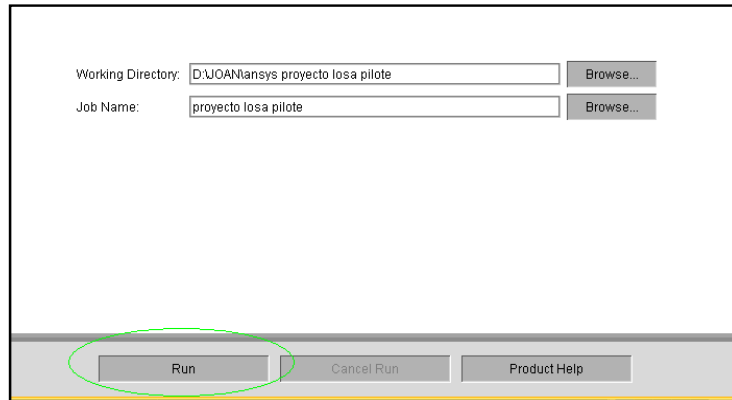 Working Directory: D:\JOAN\ansys proyecto losa pilote Browse...
Job Name: proyecto losa pilote Browse...
Run Cancel Run Product Help